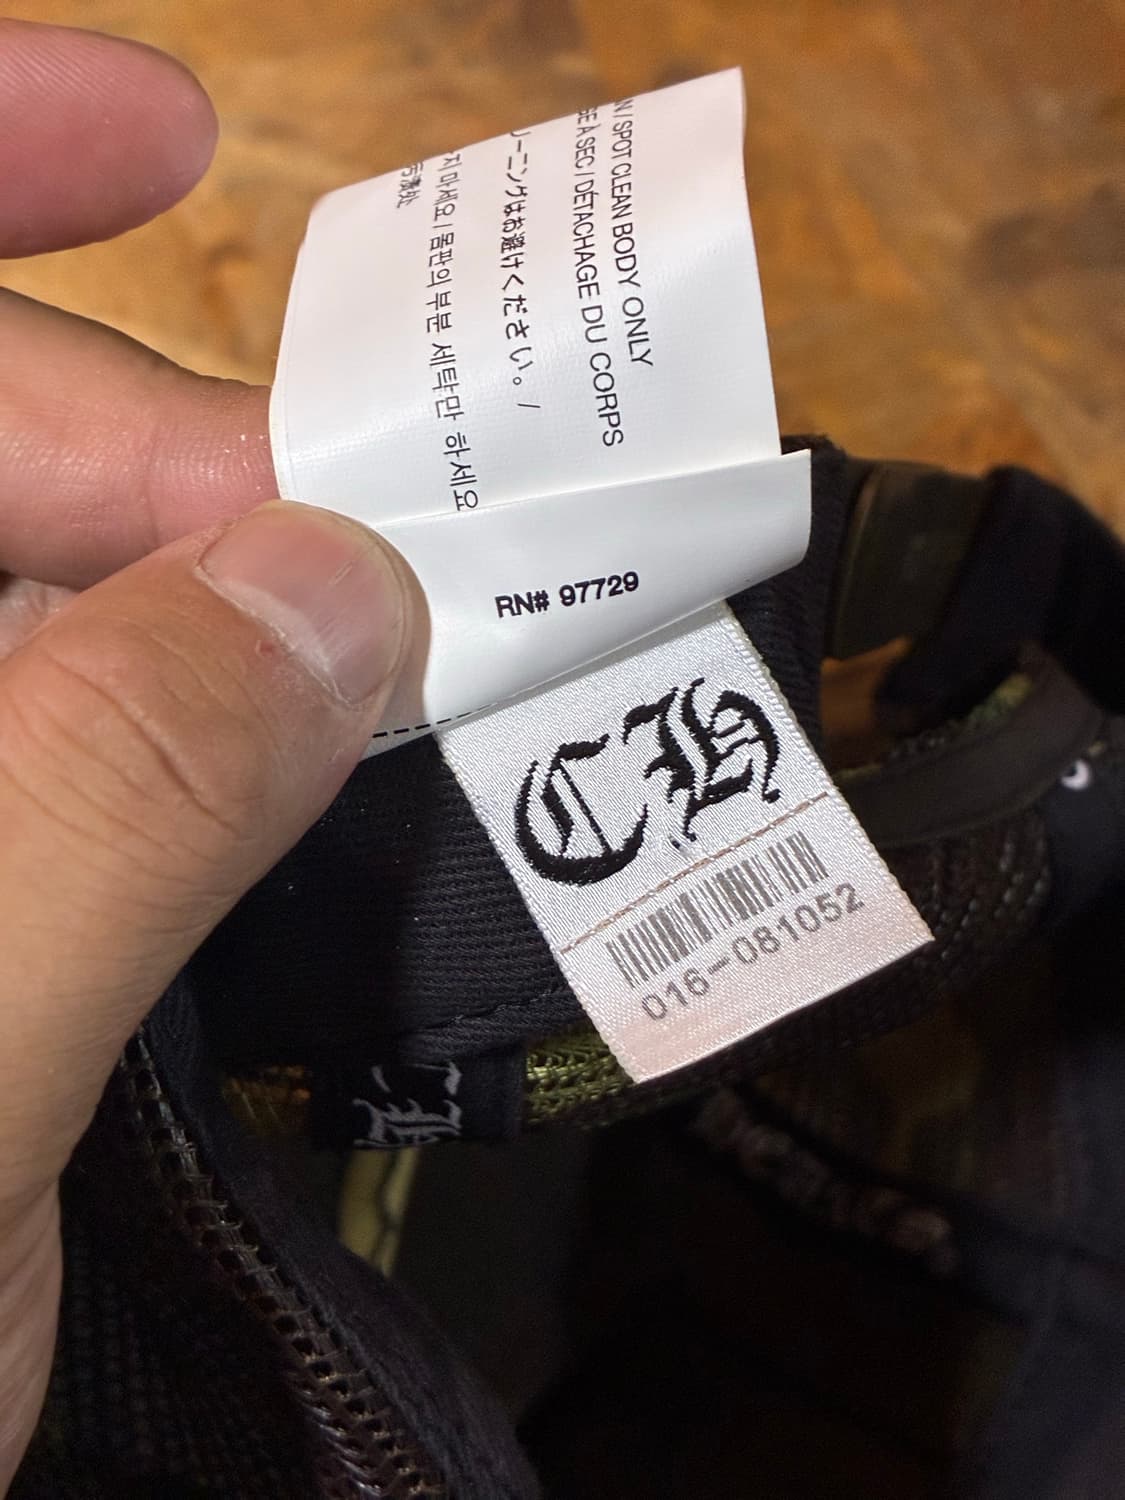 N / SPOT CLEAN BODY ONLY
SE À SEC / DÉTACHAGE DU CORPS
ーニングはお避けください。 /
지 마세요 / 몸판의 부분 세탁만 하세요
RN# 97729
CH
016-081052